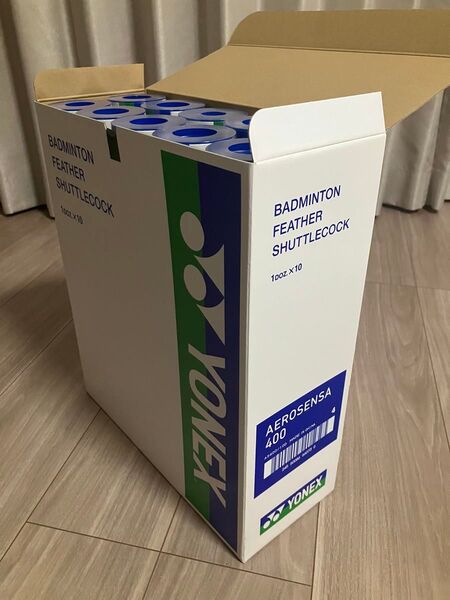 BADMINTON
FEATHER
SHUTTLECOCK
1DOZ.×10
YONEX
BADMINTON
FEATHER
SHUTTLECOCK
1DOZ.×10
AEROSENSA
400
4
YONEX